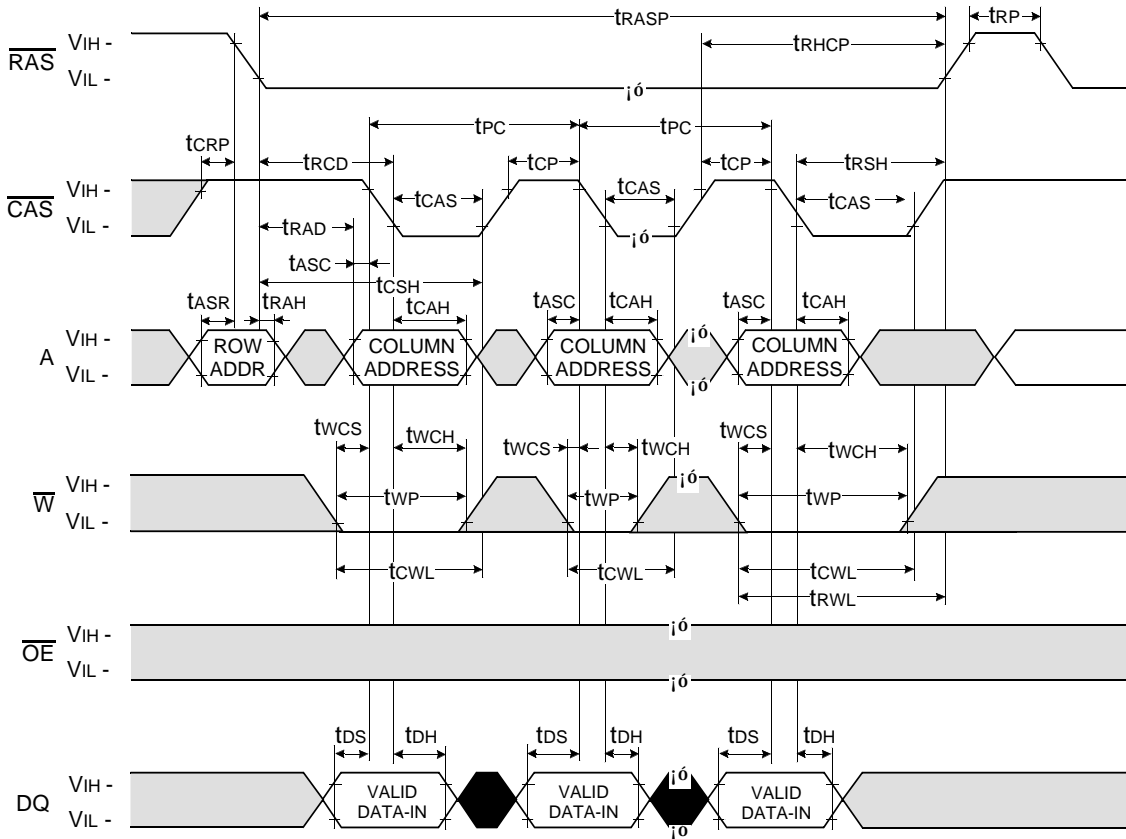 tRASP tRP
VIH - tRHCP
RAS
VIL - ¡ó
tPC tPC
tCRP tRCD tCP tCP tRSH
VIH - tCAS tCAS tCAS
CAS
VIL - tRAD ¡ó
tASC tCSH
tASR tRAH tCAH tASC tCAH tASC tCAH
VIH - ROW COLUMN COLUMN ¡ó COLUMN
A
VIL - ADDR ADDRESS ADDRESS ¡ó ADDRESS
tWCS tWCH tWCS tWCH tWCS tWCH
VIH - ¡ó
W tWP tWP tWP
VIL -
tCWL tCWL tCWL
tRWL
VIH - ¡ó
OE
VIL - ¡ó
tDS tDH tDS tDH tDS tDH
VIH - VALID VALID ¡ó VALID
DQ
VIL - DATA-IN DATA-IN ¡ó DATA-IN